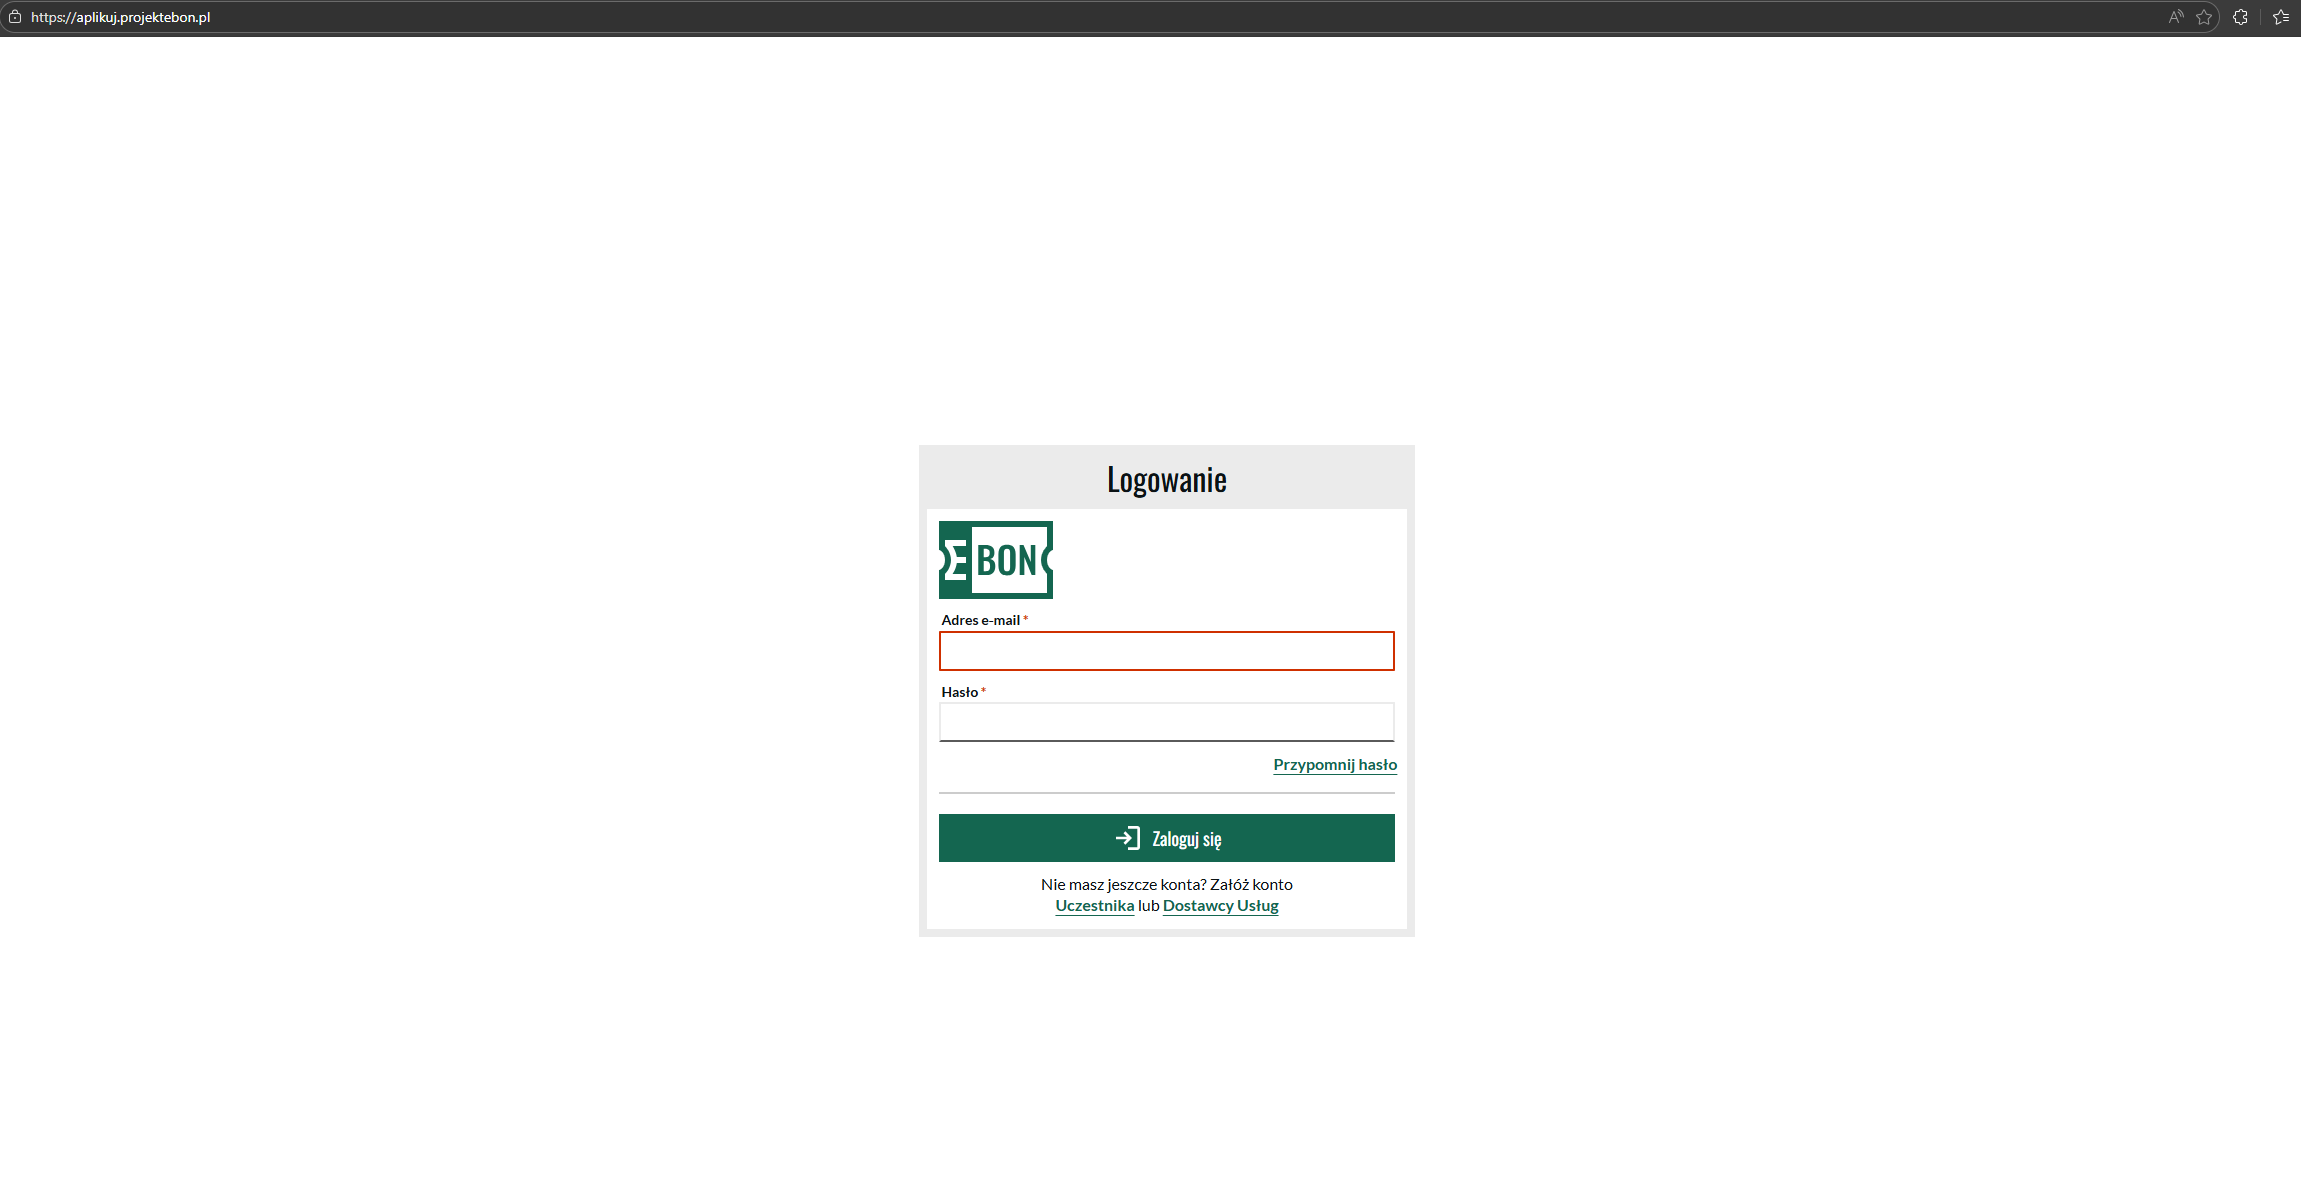 https://aplikuj.projektebon.pl
Logowanie
EBON
Adres e-mail *
Hasło *
Przypomnij hasło
Zaloguj się
Nie masz jeszcze konta? Załóż konto
Uczestnika lub Dostawcy Usług